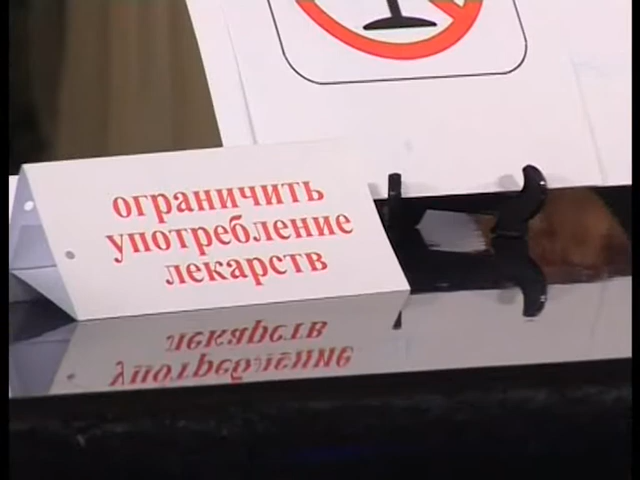 ограничить
употребление
лекарств